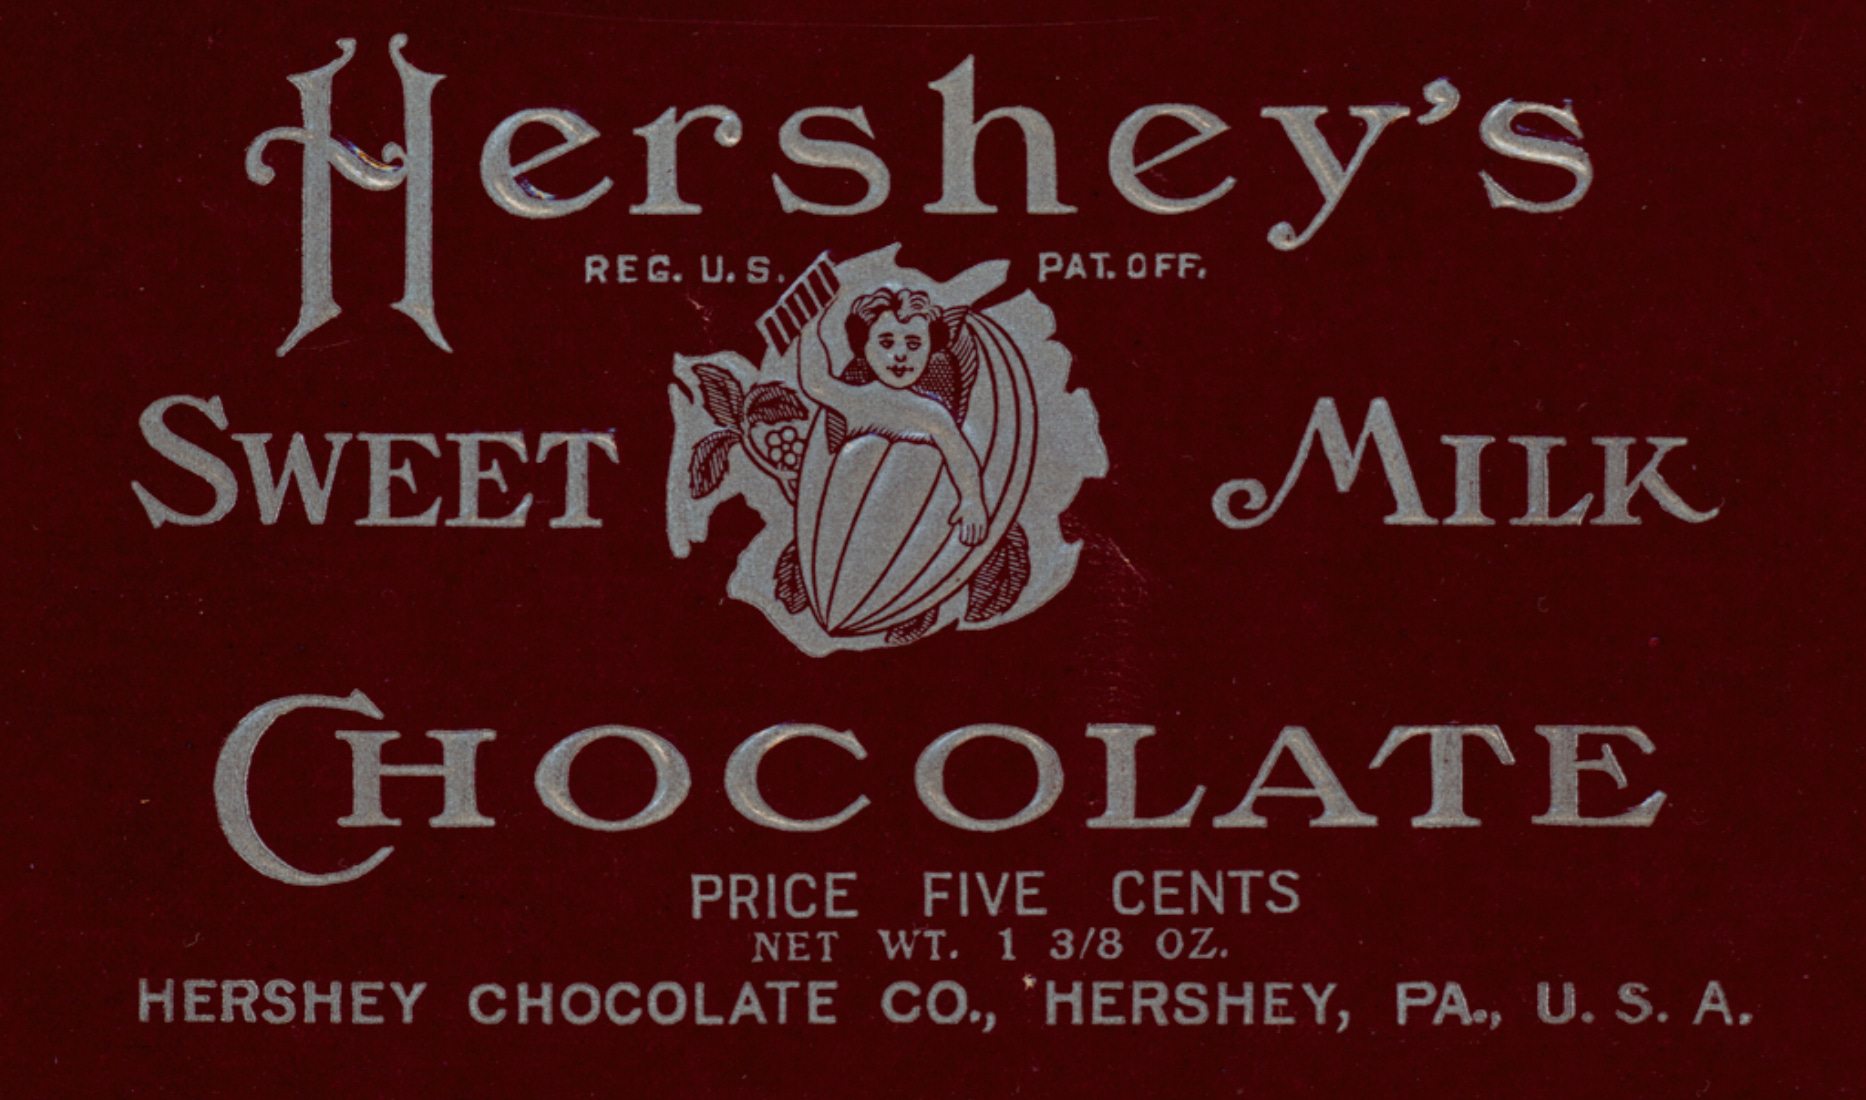 Hershey's
REG. U.S. PAT. OFF.
SWEET MILK
CHOCOLATE
PRICE FIVE CENTS
NET WT. 1 3/8 OZ.
HERSHEY CHOCOLATE CO., HERSHEY, PA., U. S. A.